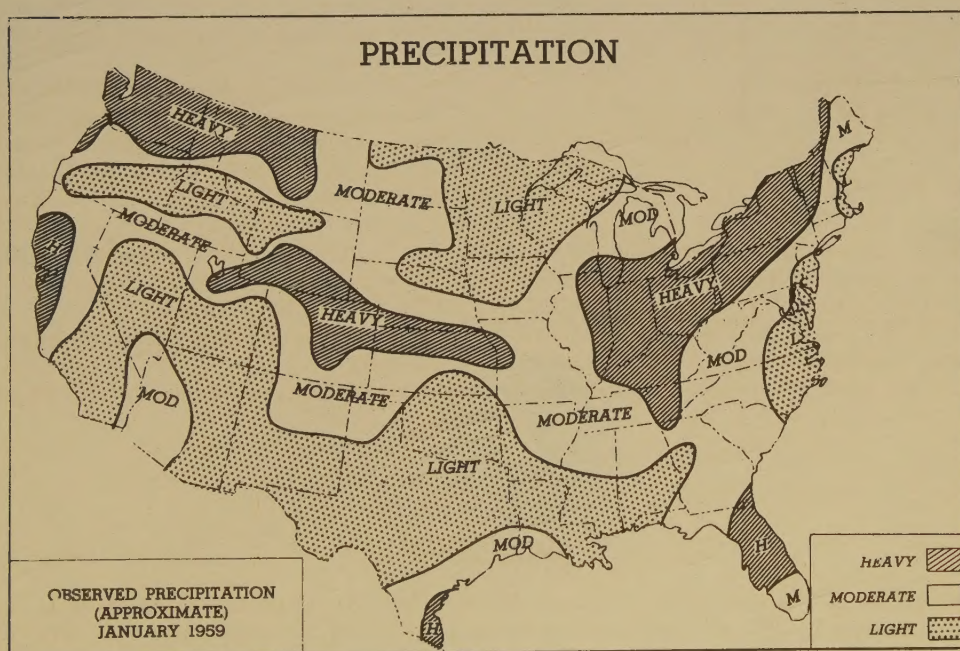 PRECIPITATION
HEAVY
M
LIGHT
MODERATE
LIGHT
MOD
MODERATE
H
LIGHT
HEAVY
HEAVY
MOD
L
MOD
MODERATE
MODERATE
LIGHT
MOD
H
M
H
OBSERVED PRECIPITATION
(APPROXIMATE)
JANUARY 1959
HEAVY
MODERATE
LIGHT